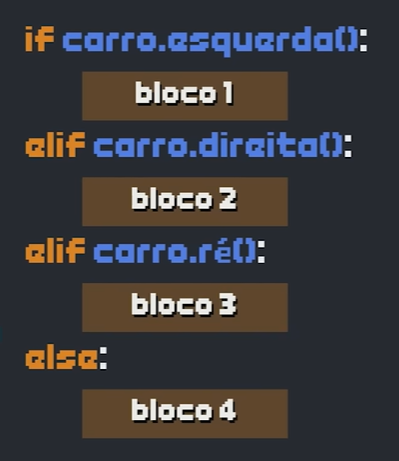 if carro.esquerda():
bloco 1
elif carro.direita():
bloco 2
elif carro.ré():
bloco 3
else:
bloco 4